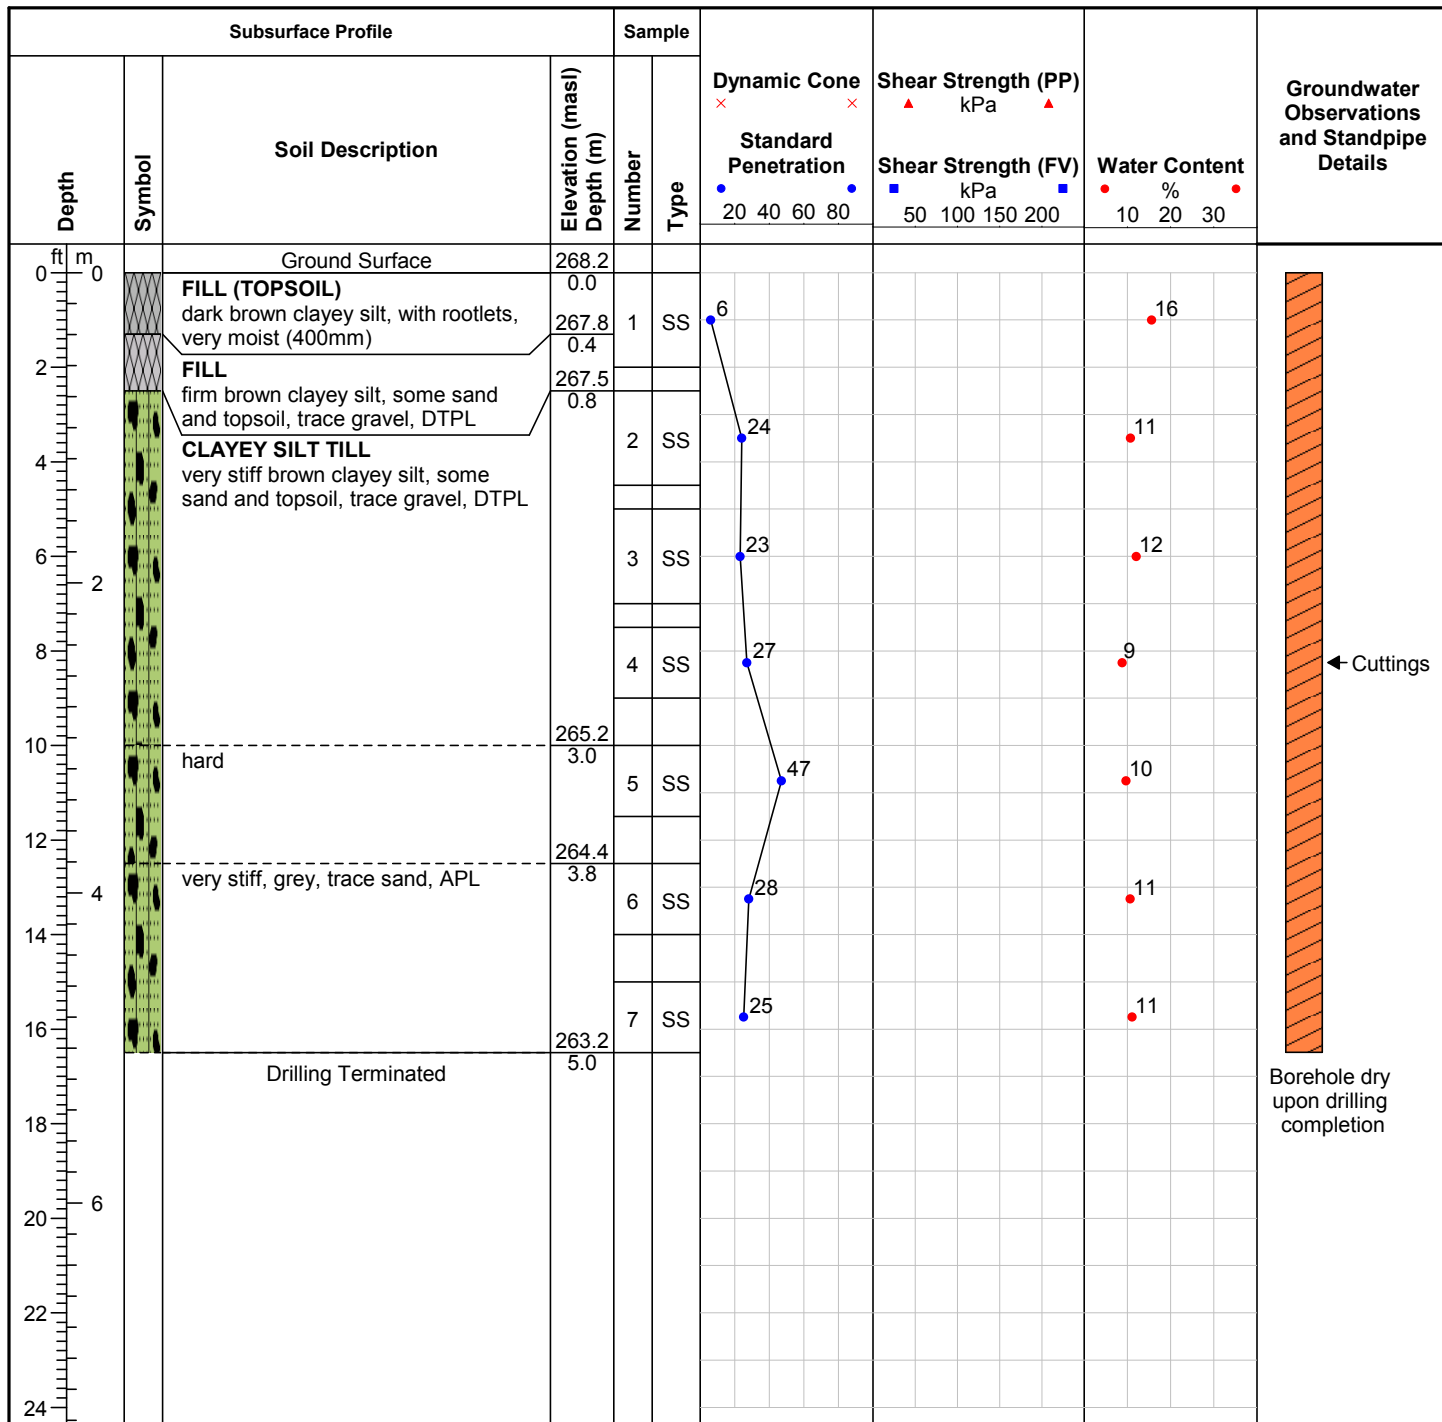 Subsurface Profile
Sample
Depth
Symbol
Soil Description
Elevation (masl)
Depth (m)
Number
Type
Dynamic Cone
Standard
Penetration
20 40 60 80
Shear Strength (PP)
kPa
Shear Strength (FV)
kPa
50 100 150 200
Water Content
%
10 20 30
Groundwater
Observations
and Standpipe
Details
ft m
0 0
2
4
6
2
8
10
12
4
14
16
18
6
20
22
24
Ground Surface
268.2
0.0
FILL (TOPSOIL)
dark brown clayey silt, with rootlets,
very moist (400mm)
267.8
0.4
FILL
firm brown clayey silt, some sand
and topsoil, trace gravel, DTPL
267.5
0.8
CLAYEY SILT TILL
very stiff brown clayey silt, some
sand and topsoil, trace gravel, DTPL
265.2
3.0
hard
264.4
3.8
very stiff, grey, trace sand, APL
263.2
5.0
Drilling Terminated
1 SS 6 16
2 SS 24 11
3 SS 23 12
4 SS 27 9
5 SS 47 10
6 SS 28 11
7 SS 25 11
Cuttings
Borehole dry
upon drilling
completion